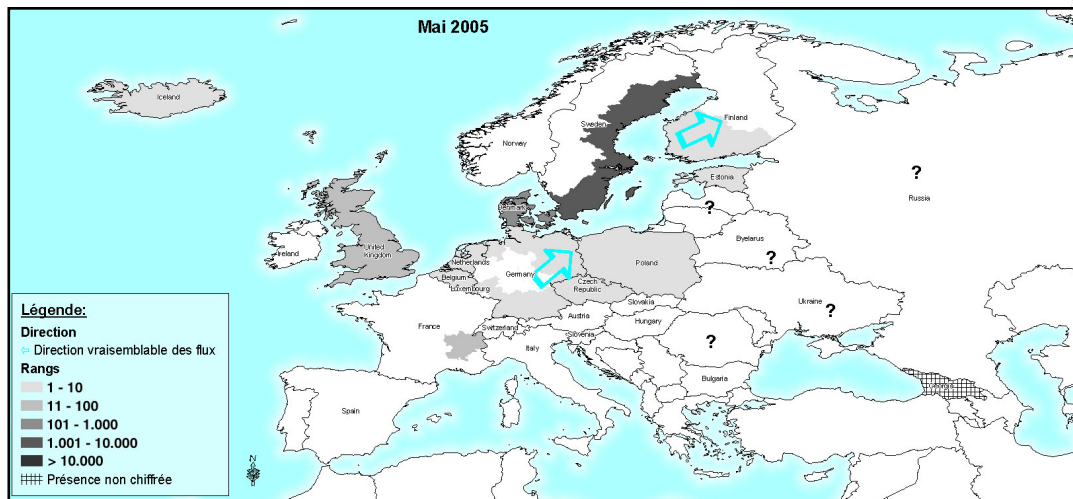 Mai 2005
Iceland
Norway
Sweden
Finland
Estonia
Russia
?
?
Denmark
Ireland
United
Kingdom
Netherlands
Belgium
Luxembourg
Germany
Poland
Byelarus
?
Czech
Republic
Slovakia
Ukraine
?
France
Switzerland
Austria
Hungary
Slovenia
Italy
?
Bulgaria
Georgia
Spain
Légende:
Direction
Direction vraisemblable des flux
Rangs
1 - 10
11 - 100
101 - 1.000
1.001 - 10.000
> 10.000
Présence non chiffrée
N